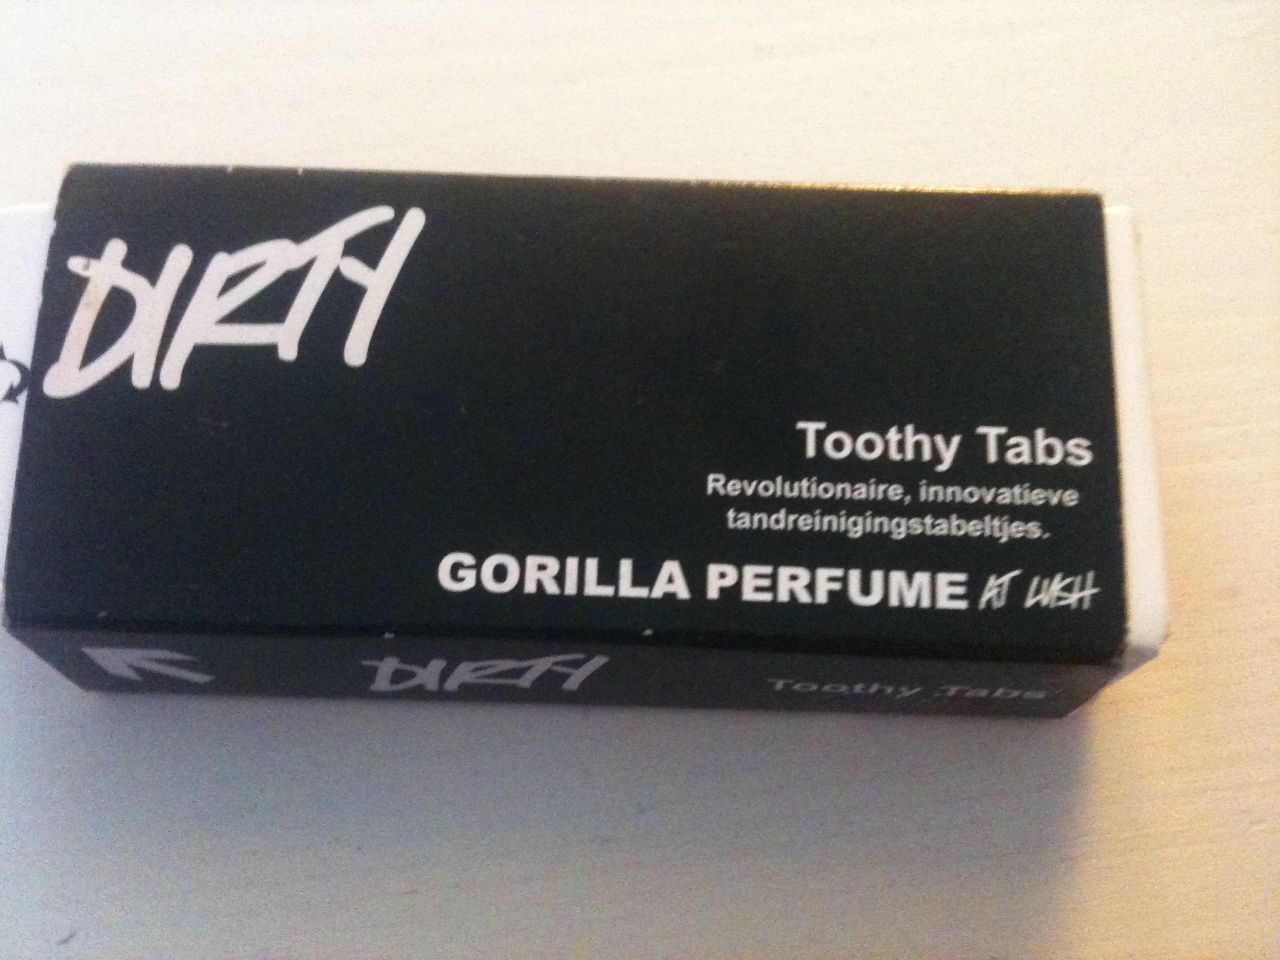 DIRTY
Toothy Tabs
Revolutionaire, innovatieve
tandreinigingstabeltjes.
GORILLA PERFUME AT LUSH
DIRTY
Toothy Tabs